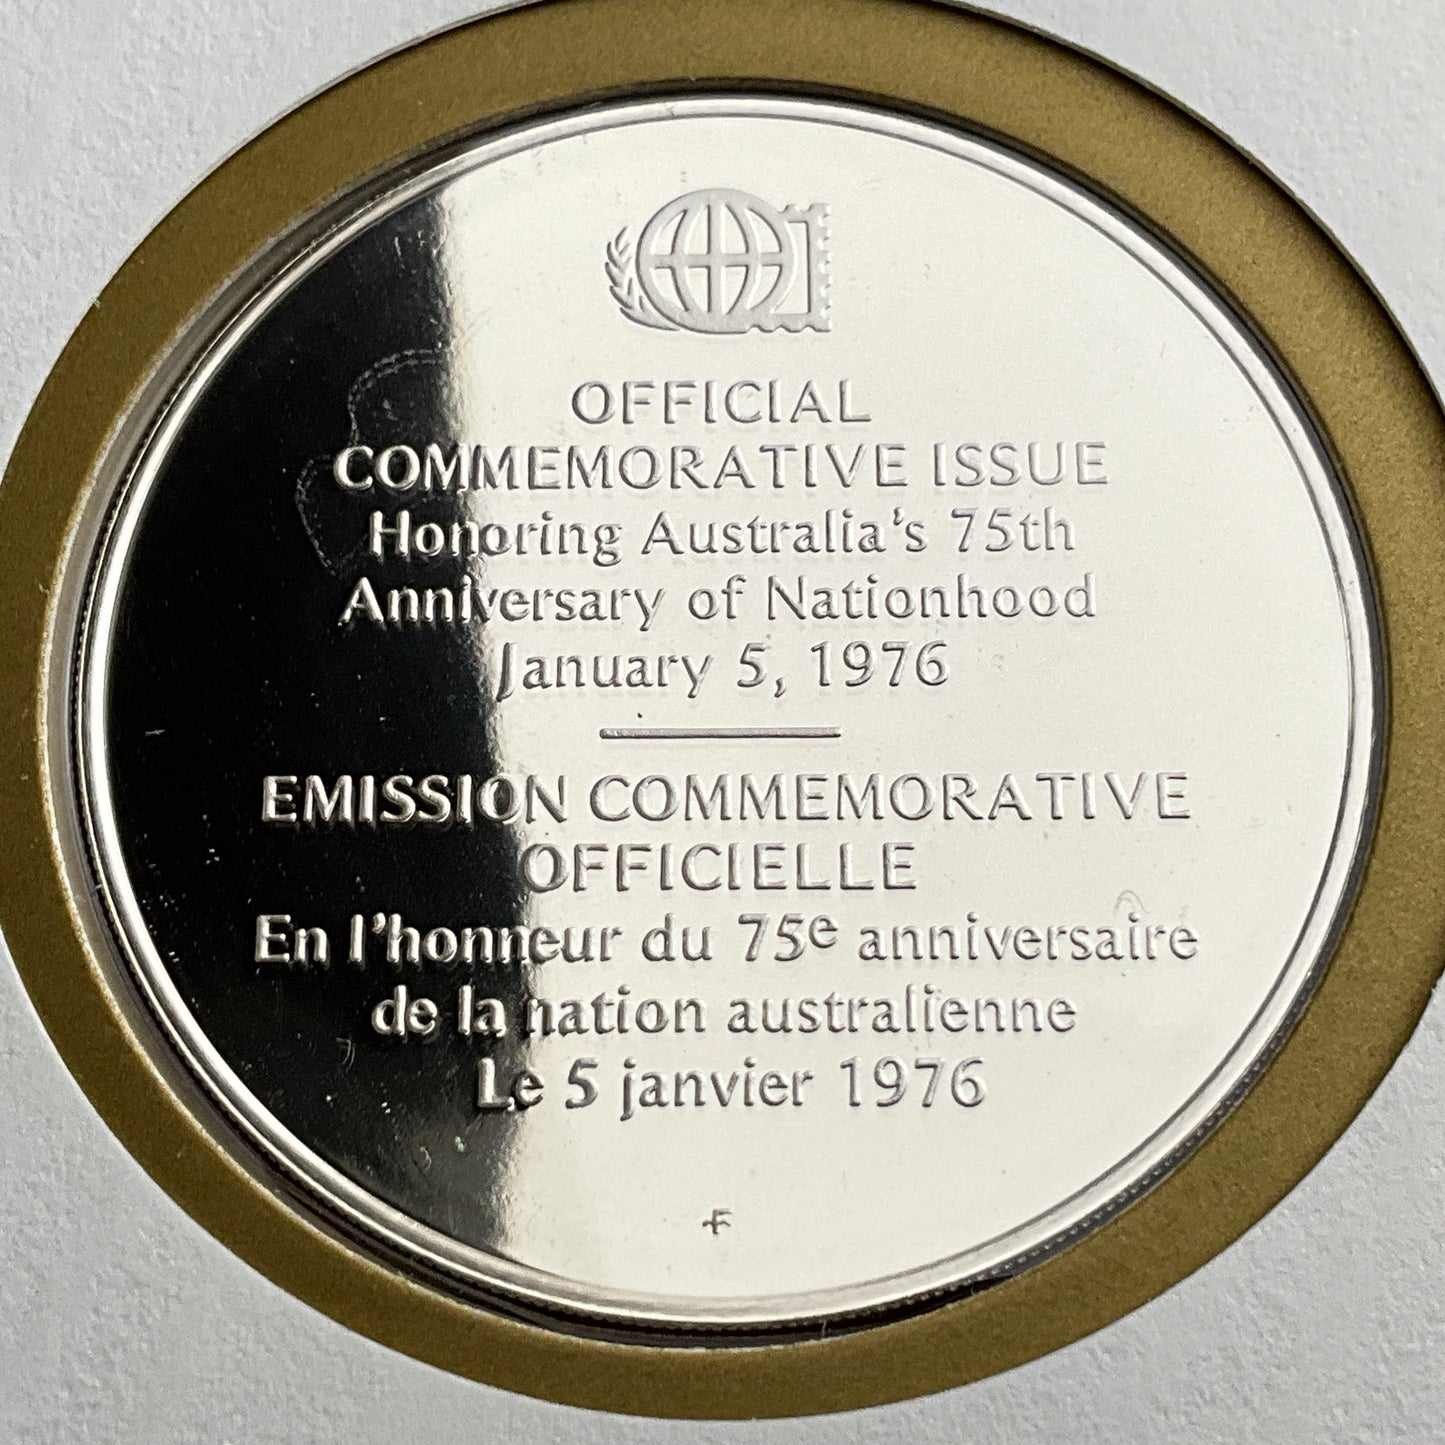 OFFICIAL
COMMEMORATIVE ISSUE
Honoring Australia's 75th
Anniversary of Nationhood
January 5, 1976
EMISSION COMMEMORATIVE
OFFICIELLE
En l'honneur du 75e anniversaire
de la nation australienne
Le 5 janvier 1976
F